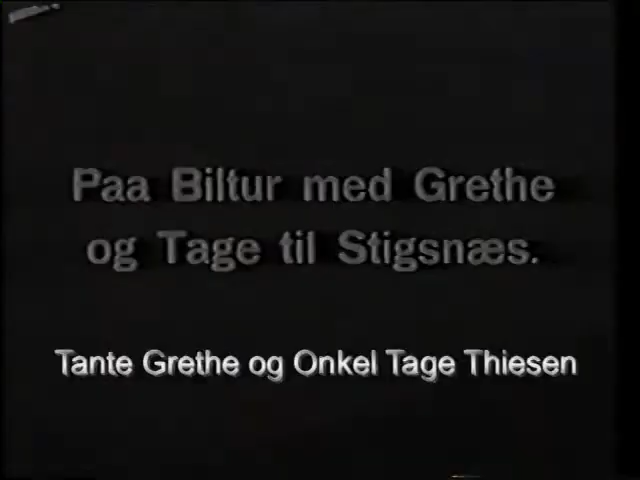 Paa Biltur med Grethe
og Tage til Stigsnæs.
Tante Grethe og Onkel Tage Thiesen